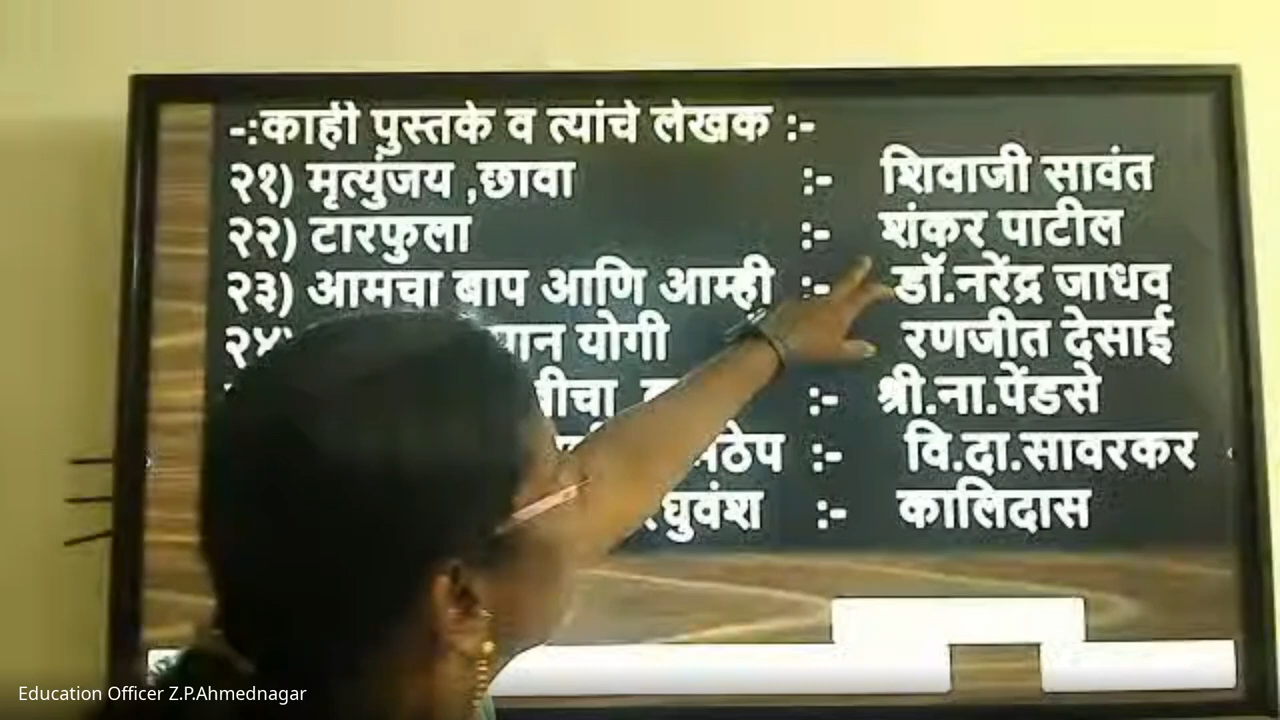 -:काही पुस्तके व त्यांचे लेखक :-
२१) मृत्युंजय ,छावा :- शिवाजी सावंत
२२) टारफुला :- शंकर पाटील
२३) आमचा बाप आणि आम्ही :- डॉ.नरेंद्र जाधव
२४) योगी रणजीत देसाई
:- श्री.ना.पेंडसे
:- वि.दा.सावरकर
रघुवंश :- कालिदास
Education Officer Z.P.Ahmednagar